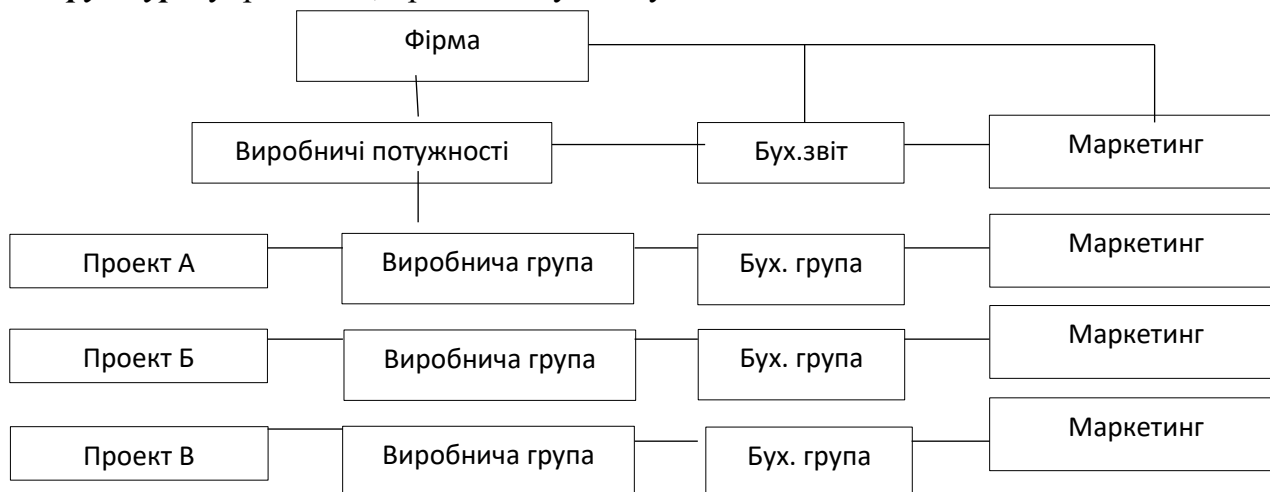 Фірма
Виробничі потужності Бух.звіт Маркетинг
Проект А Виробнича група Бух. група Маркетинг
Проект Б Виробнича група Бух. група Маркетинг
Проект В Виробнича група Бух. група Маркетинг